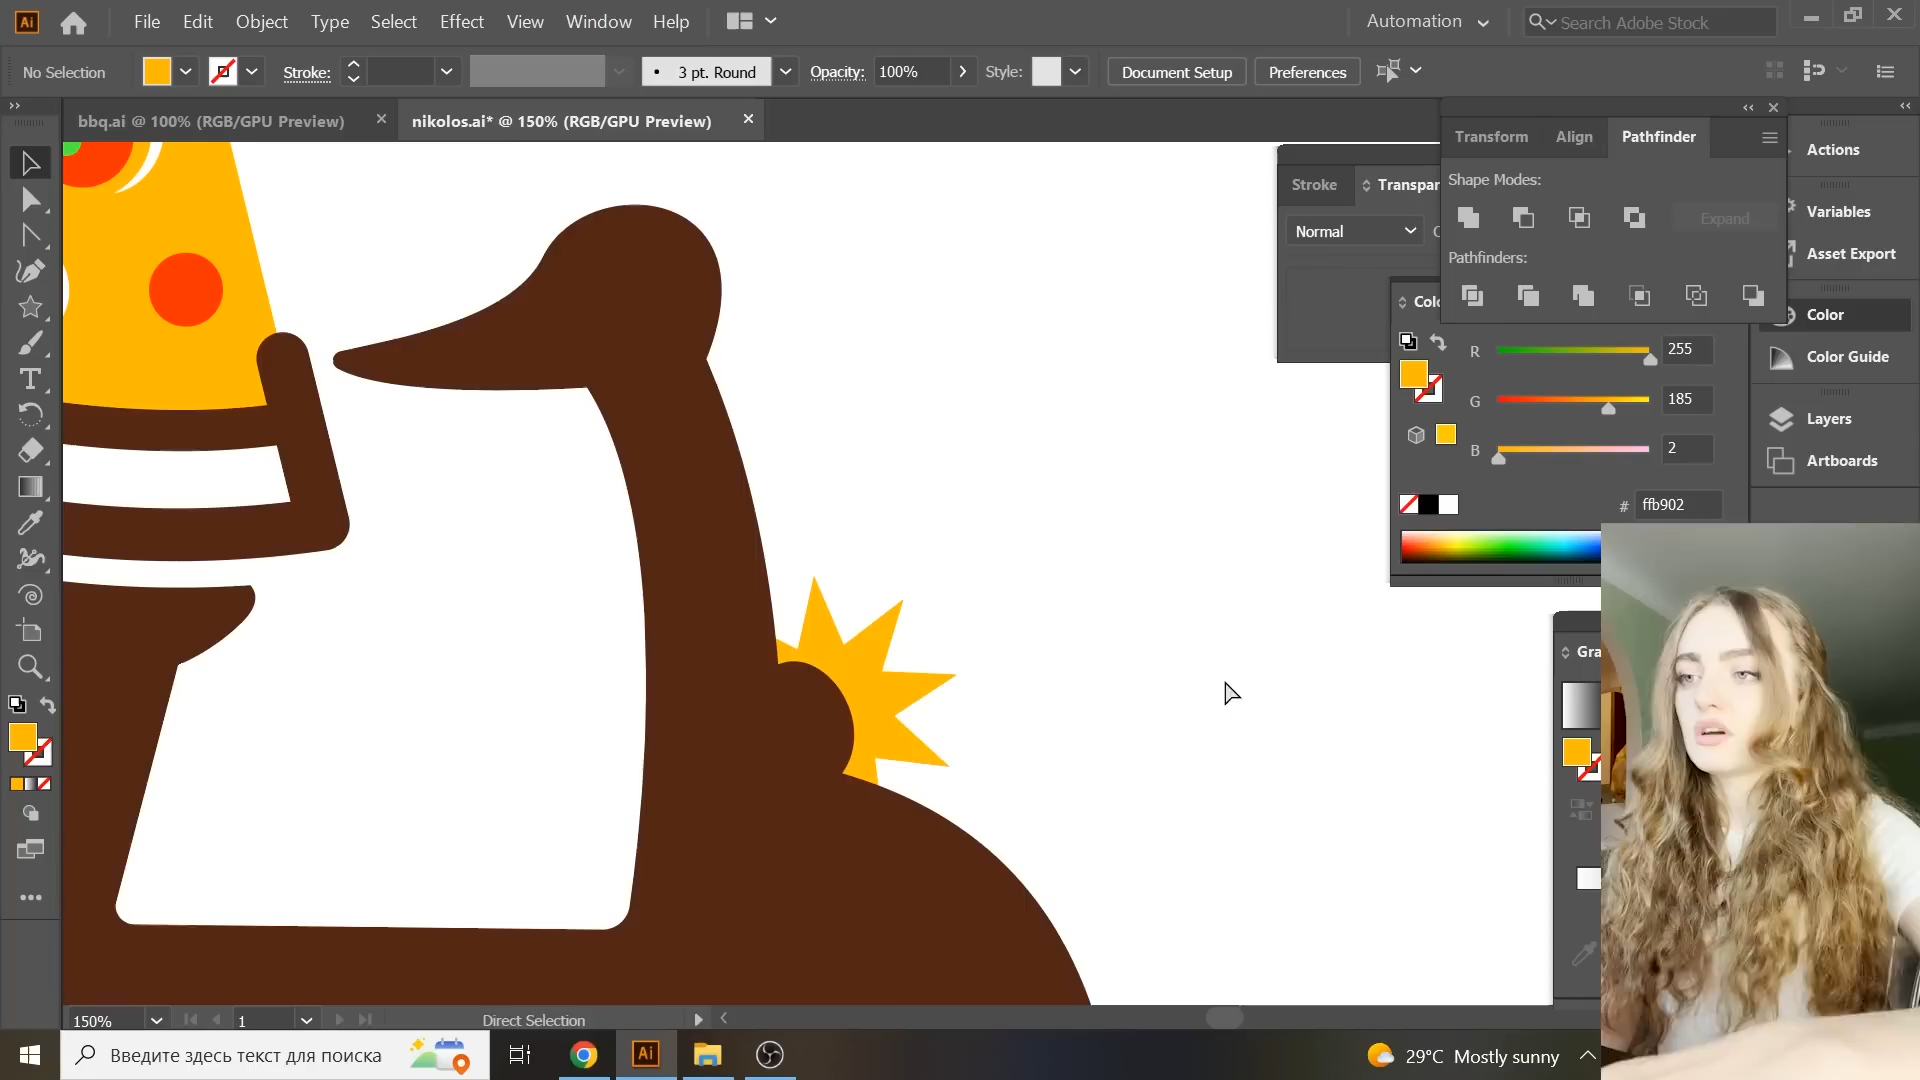 Ai File Edit Object Type Select Effect View Window Help Automation Search Adobe Stock
No Selection Stroke: 3 pt. Round Opacity: 100% Style: Document Setup Preferences
bbq.ai @ 100% (RGB/GPU Preview) nikolos.ai* @ 150% (RGB/GPU Preview)
Transform Align Pathfinder
Actions
Shape Modes:
Stroke Transpar
Variables
Expand
Normal
Asset Export
Pathfinders:
Colo
Color
R 255
Color Guide
G 185
Layers
B 2
Artboards
# ffb902
Gra
150% 1 Direct Selection
Введите здесь текст для поиска Ai 29°C Mostly sunny